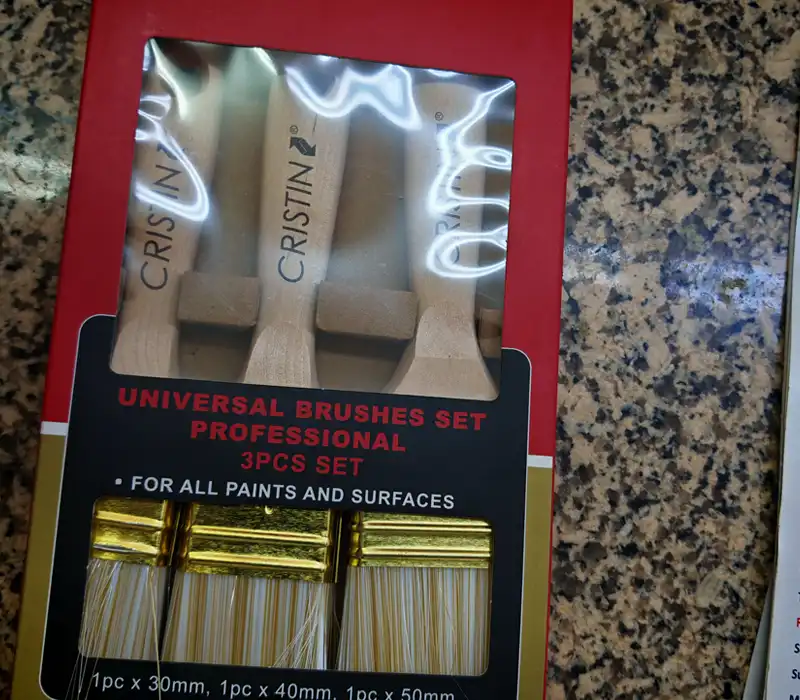 CRISTIN
CRISTIN ®
CRISTIN ®
UNIVERSAL BRUSHES SET
PROFESSIONAL
3PCS SET
• FOR ALL PAINTS AND SURFACES
1pc x 30mm, 1pc x 40mm, 1pc x 50mm